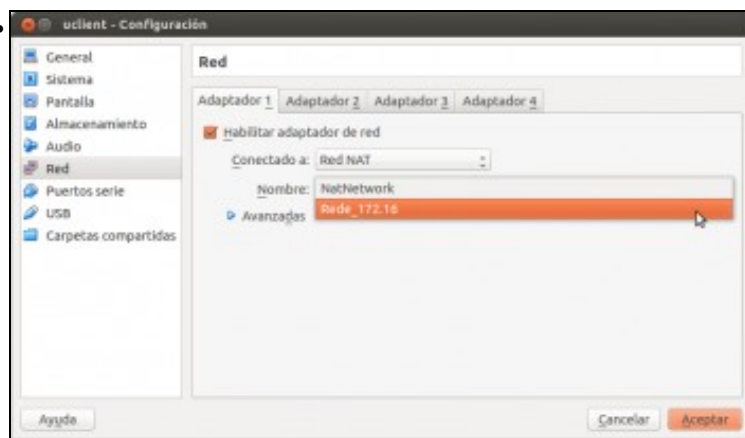 uclient - Configuración
General
Sistema
Pantalla
Almacenamiento
Audio
Red
Puertos serie
USB
Carpetas compartidas
Red
Adaptador 1 Adaptador 2 Adaptador 3 Adaptador 4
Habilitar adaptador de red
Conectado a: Red NAT
Nombre: NatNetwork
Rede_172.16
Avanzadas
Ayuda Cancelar Aceptar